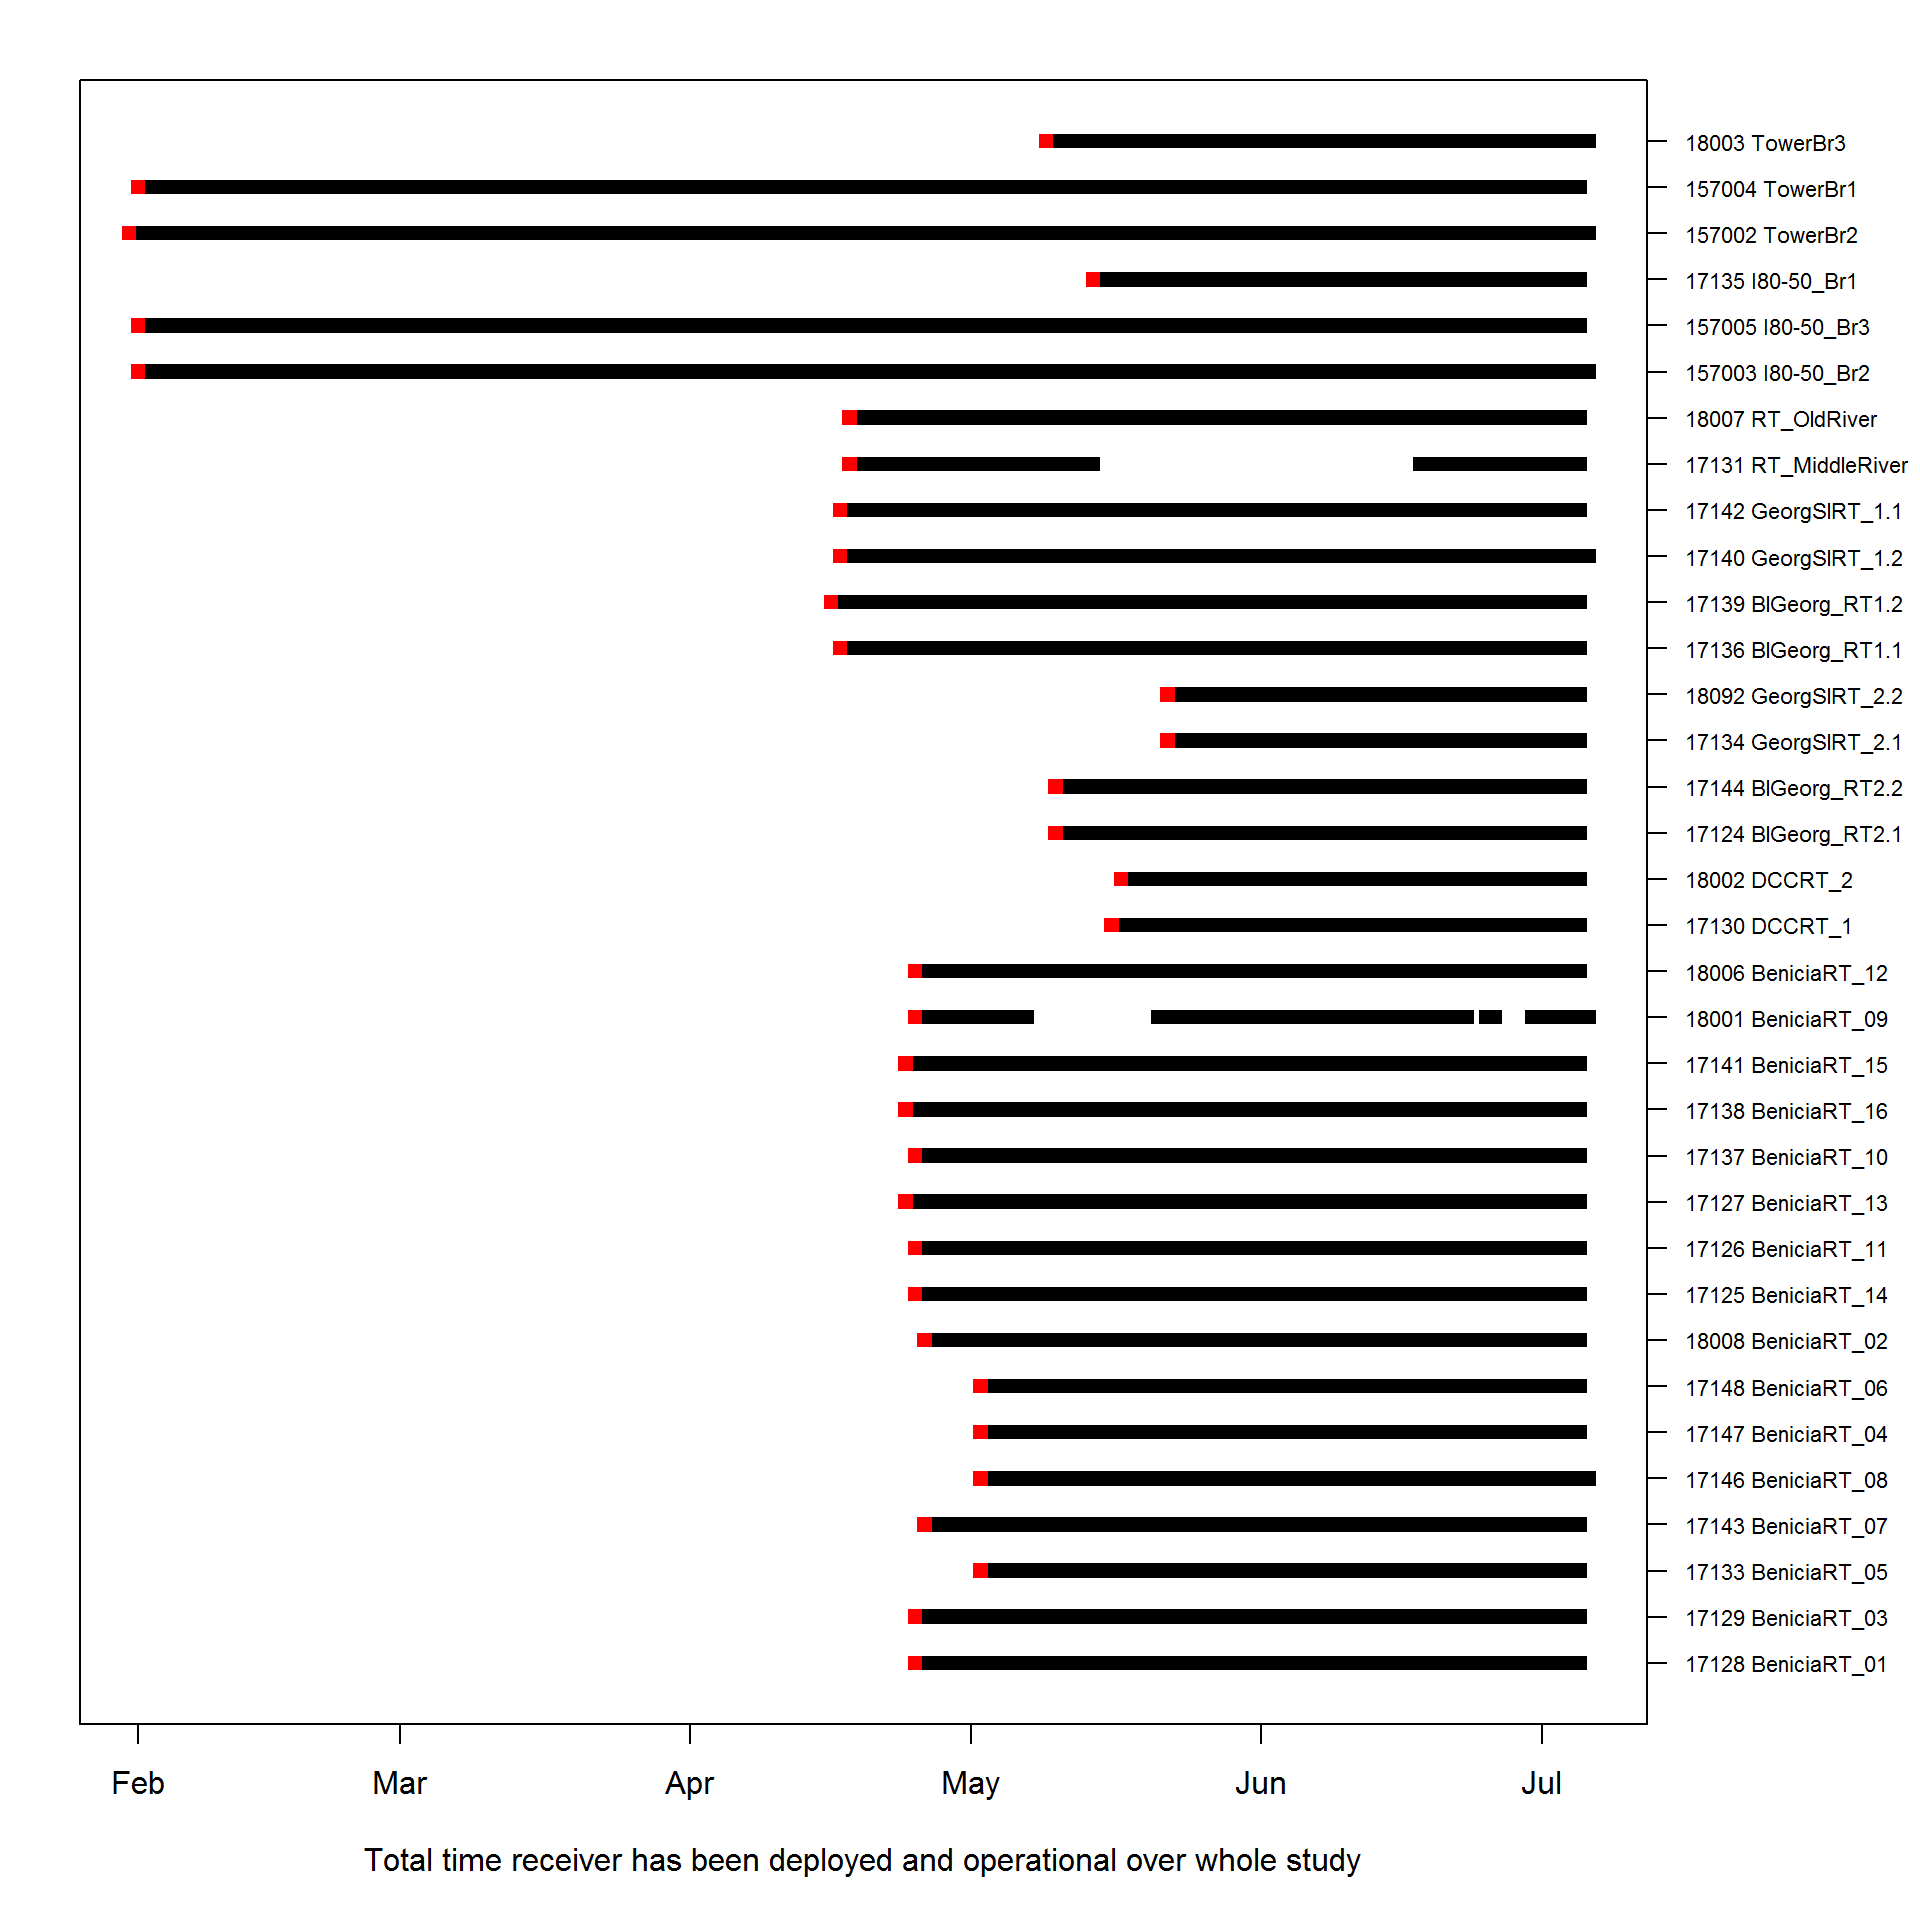 18003 TowerBr3
157004 TowerBr1
157002 TowerBr2
17135 I80-50_Br1
157005 I80-50_Br3
157003 I80-50_Br2
18007 RT_OldRiver
17131 RT_MiddleRiver
17142 GeorgSlRT_1.1
17140 GeorgSlRT_1.2
17139 BlGeorg_RT1.2
17136 BlGeorg_RT1.1
18092 GeorgSlRT_2.2
17134 GeorgSlRT_2.1
17144 BlGeorg_RT2.2
17124 BlGeorg_RT2.1
18002 DCCRT_2
17130 DCCRT_1
18006 BeniciaRT_12
18001 BeniciaRT_09
17141 BeniciaRT_15
17138 BeniciaRT_16
17137 BeniciaRT_10
17127 BeniciaRT_13
17126 BeniciaRT_11
17125 BeniciaRT_14
18008 BeniciaRT_02
17148 BeniciaRT_06
17147 BeniciaRT_04
17146 BeniciaRT_08
17143 BeniciaRT_07
17133 BeniciaRT_05
17129 BeniciaRT_03
17128 BeniciaRT_01
Feb Mar Apr May Jun Jul
Total time receiver has been deployed and operational over whole study